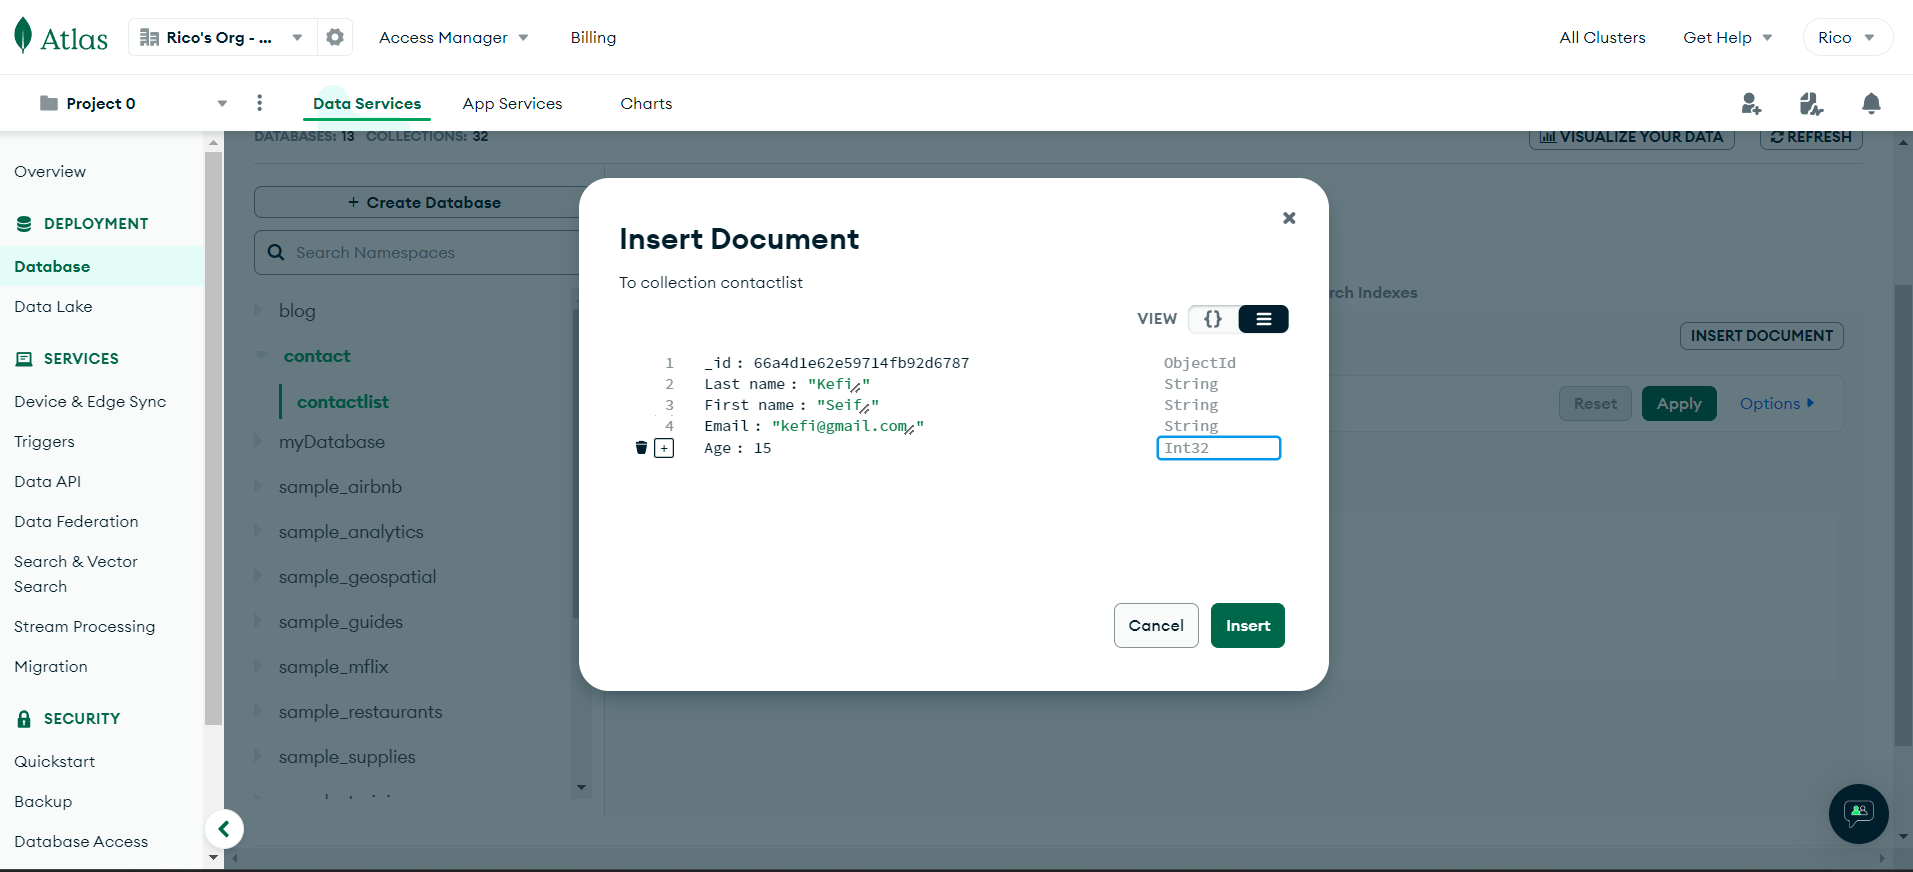 Atlas
Rico's Org - ...
Access Manager
Billing
All Clusters
Get Help
Rico
Project 0
Data Services
App Services
Charts
DATABASES: 13 COLLECTIONS: 32
VISUALIZE YOUR DATA
REFRESH
Overview
DEPLOYMENT
Database
Data Lake
SERVICES
Device & Edge Sync
Triggers
Data API
Data Federation
Search & Vector
Search
Stream Processing
Migration
SECURITY
Quickstart
Backup
Database Access
+ Create Database
Search Namespaces
blog
contact
contactlist
myDatabase
sample_airbnb
sample_analytics
sample_geospatial
sample_guides
sample_mflix
sample_restaurants
sample_supplies
Indexes
INSERT DOCUMENT
Reset
Apply
Options
Insert Document
To collection contactlist
VIEW {}
1 _id : 66a4d1e62e59714fb92d6787 ObjectId
2 Last name : "Kefi" String
3 First name : "Seif" String
4 Email : "kefi@gmail.com" String
+ Age : 15 Int32
Cancel
Insert